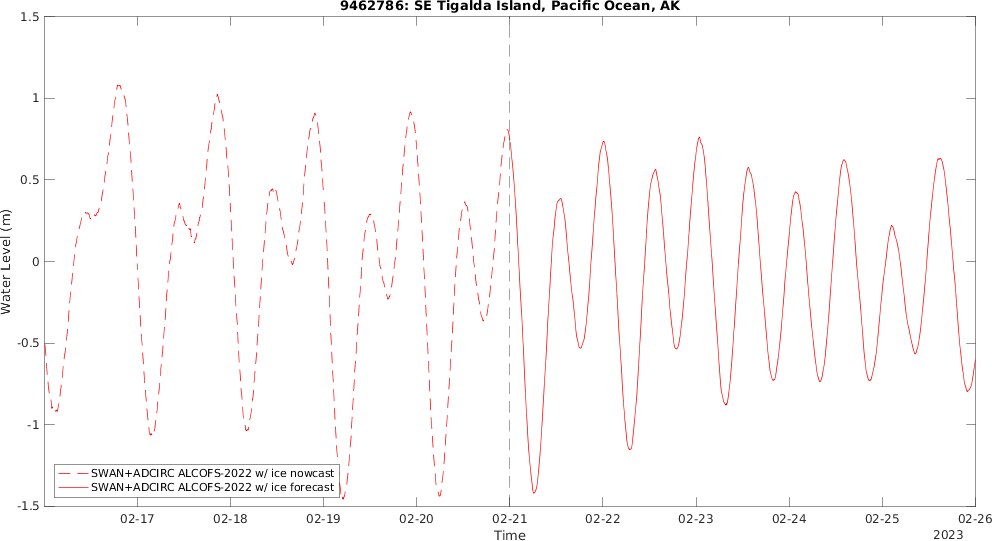 9462786: SE Tigalda Island, Pacific Ocean, AK
1.5
1
0.5
0
-0.5
-1
-1.5
Water Level (m)
SWAN+ADCIRC ALCOFS-2022 w/ ice nowcast
SWAN+ADCIRC ALCOFS-2022 w/ ice forecast
02-17 02-18 02-19 02-20 02-21 02-22 02-23 02-24 02-25 02-26
Time
2023